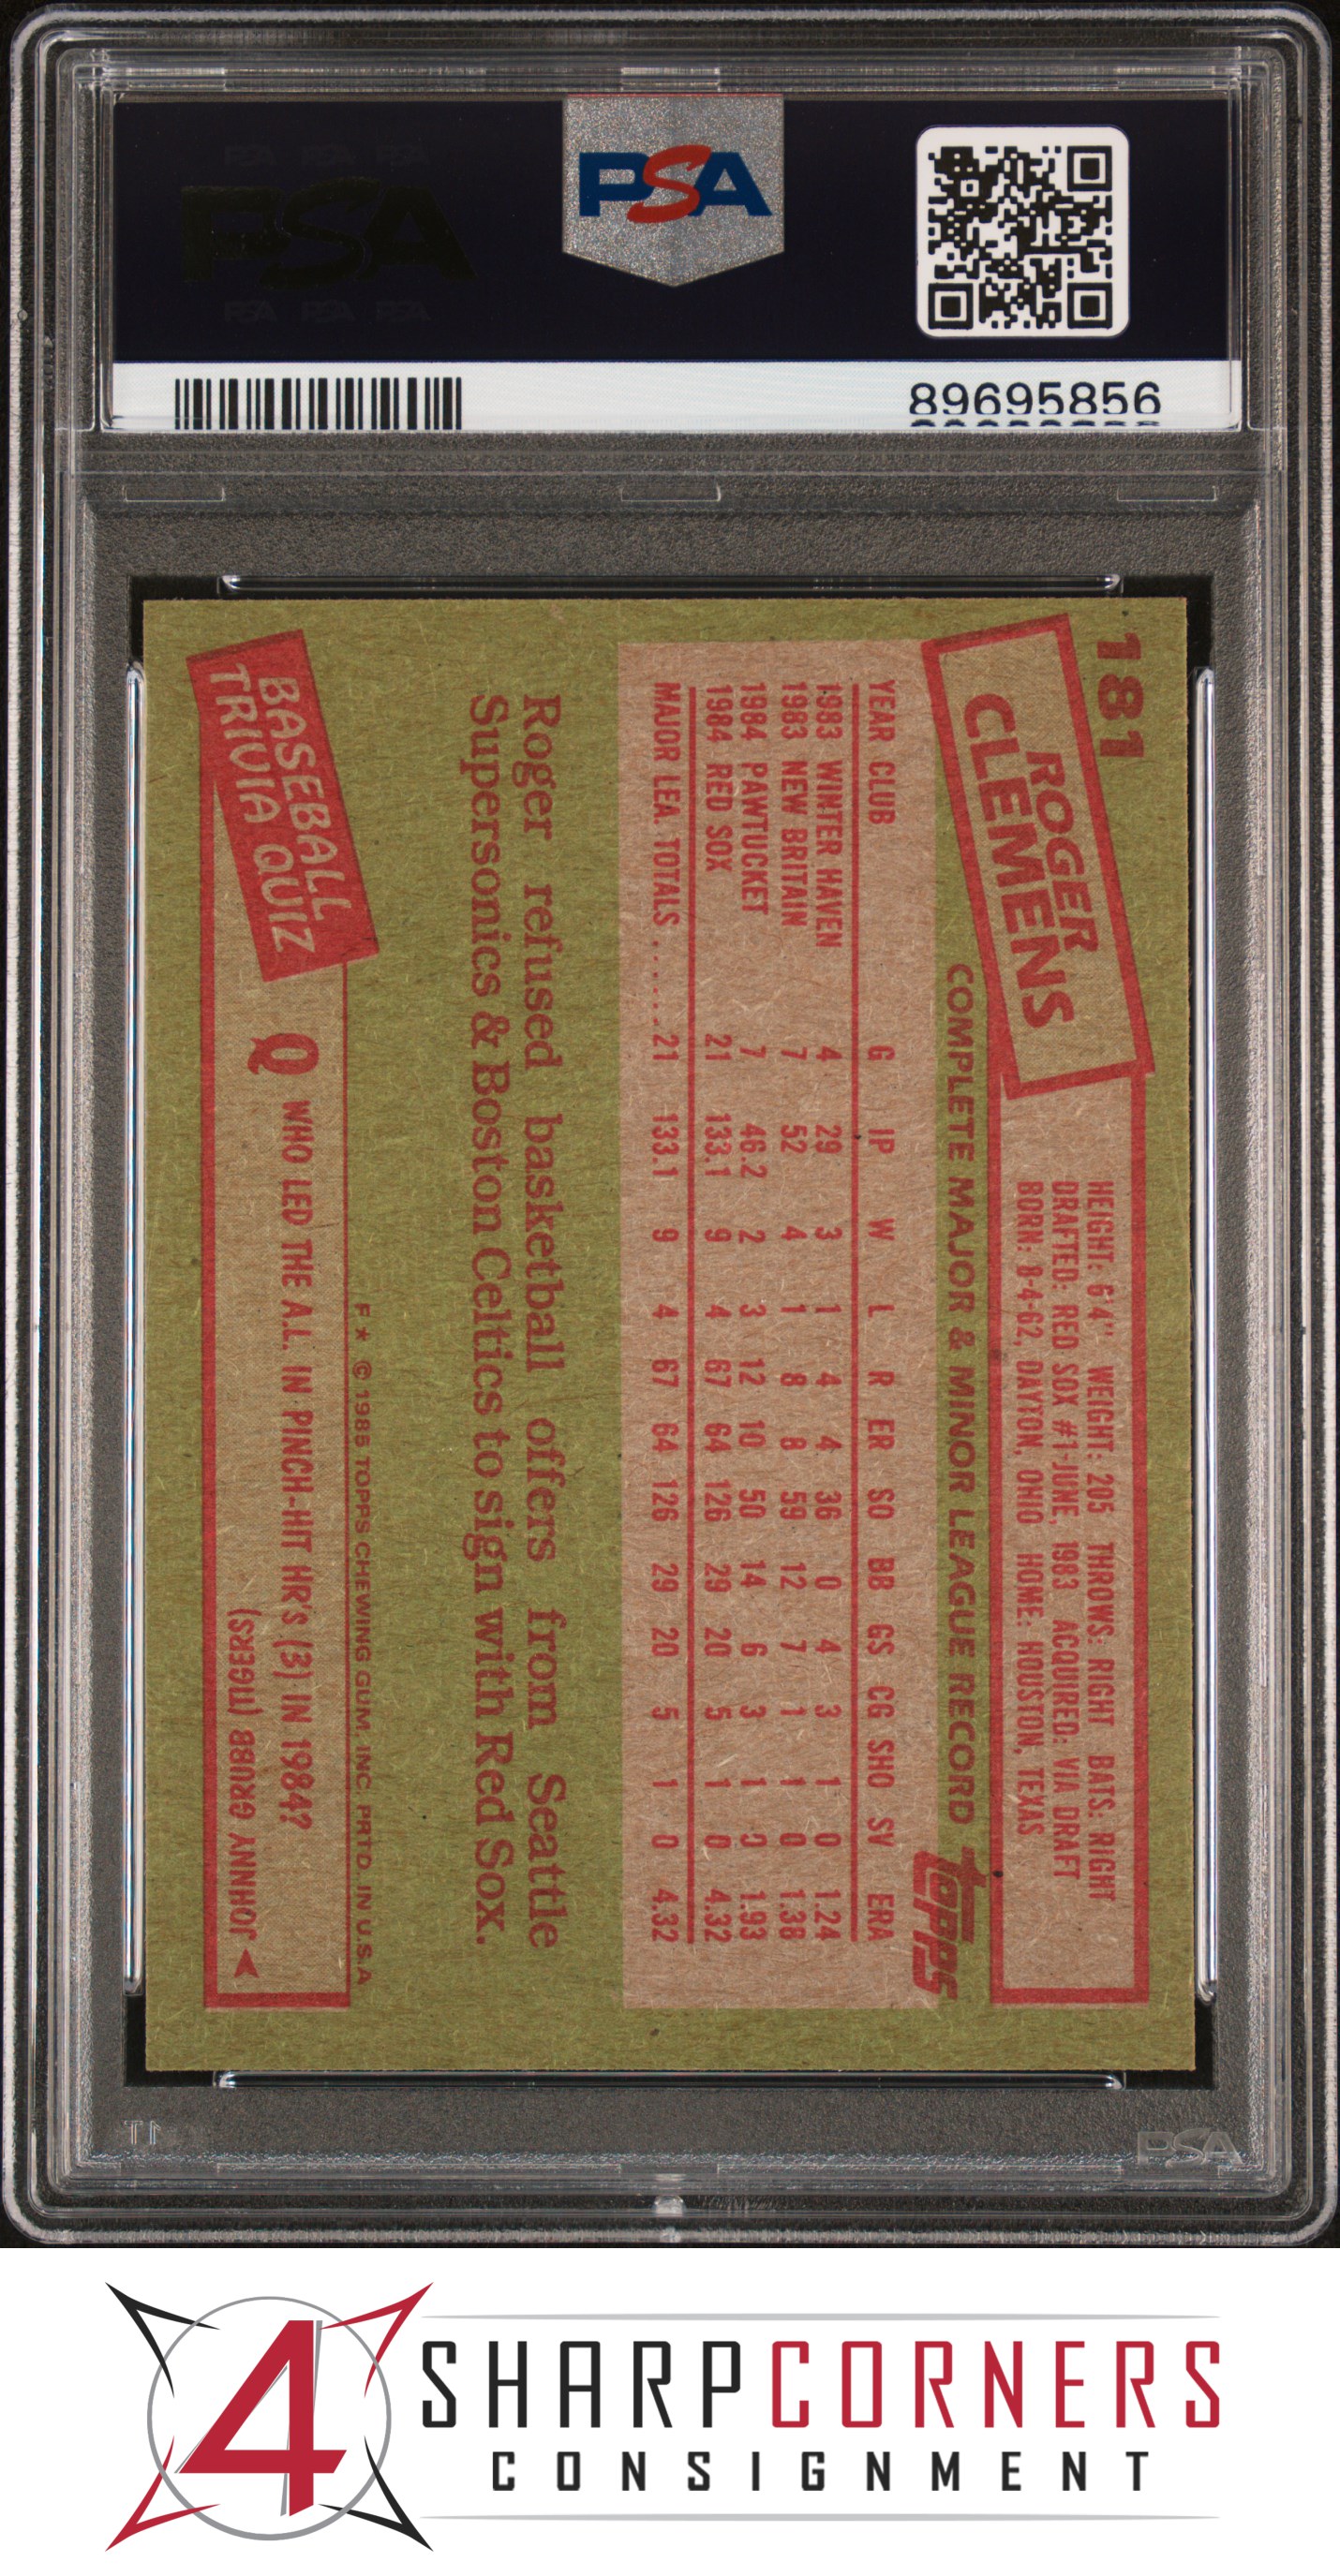 PSA
PSA
89695856
181
ROGER
CLEMENS
HEIGHT: 6'4" WEIGHT: 205 THROWS: RIGHT BATS: RIGHT
DRAFTED: RED SOX #1-JUNE, 1983 ACQUIRED: VIA DRAFT
BORN: 8-4-62, DAYTON, OHIO HOME: HOUSTON, TEXAS
COMPLETE MAJOR & MINOR LEAGUE RECORD topps
YEAR CLUB G IP W L R ER SO BB GS CG SHO SV ERA
1983 WINTER HAVEN 4 29 3 1 4 4 36 0 4 3 1 0 1.24
1983 NEW BRITAIN 7 52 4 1 8 8 59 12 7 1 1 0 1.38
1984 PAWTUCKET 7 46.2 2 3 12 10 50 14 6 3 1 0 1.93
1984 RED SOX 21 133.1 9 4 67 64 126 29 20 5 1 0 4.32
MAJOR LEA. TOTALS ...... 21 133.1 9 4 67 64 126 29 20 5 1 0 4.32
Roger refused basketball offers from Seattle
Supersonics & Boston Celtics to sign with Red Sox.
F★ © 1985 TOPPS CHEWING GUM, INC. PRTD. IN U.S.A
BASEBALL
TRIVIA QUIZ
Q WHO LED THE A.L. IN PINCH-HIT HR'S (3) IN 1984?
JOHNNY GRUBB (TIGERS)
PSA
4
SHARPCORNERS
CONSIGNMENT